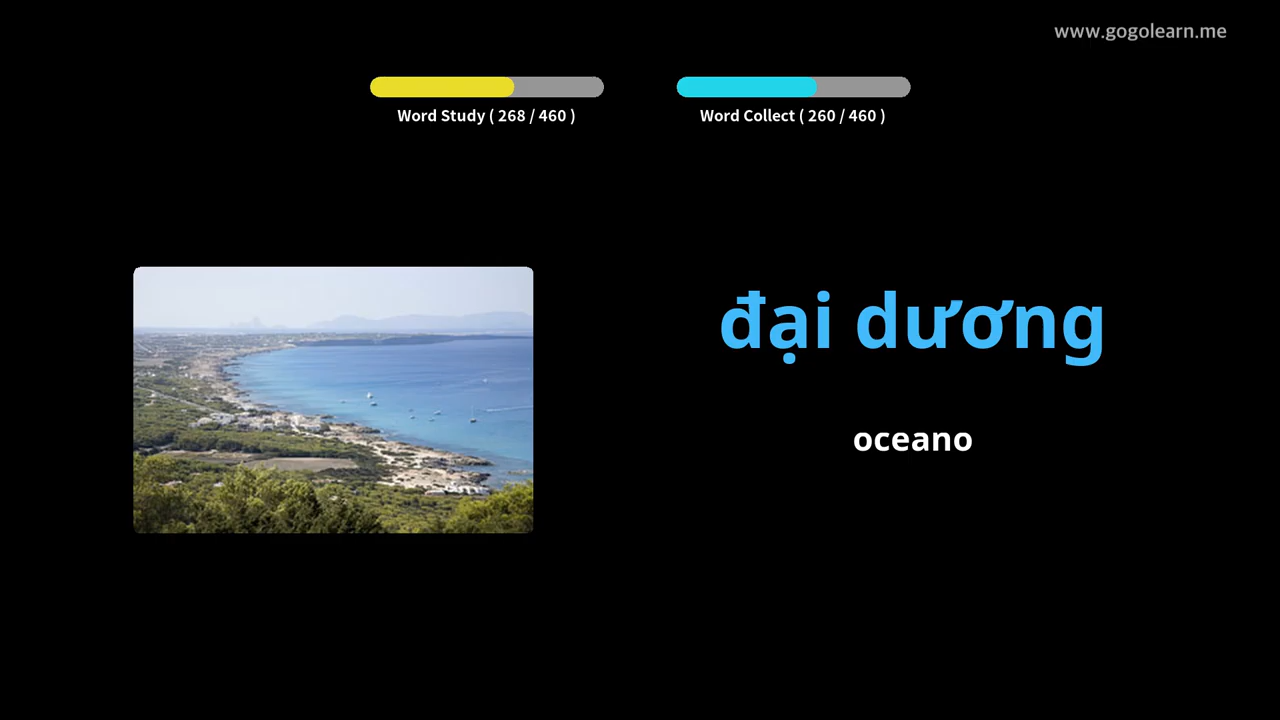 www.gogolearn.me
Word Study ( 268 / 460 )
Word Collect ( 260 / 460 )
đại dương
oceano